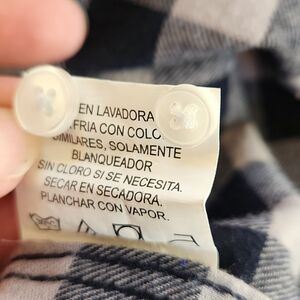 EN LAVADORA
FRIA CON COLO
SIMILARES, SOLAMENTE
BLANQUEADOR
SIN CLORO SI SE NECESITA.
SECAR EN SECADORA.
PLANCHAR CON VAPOR.